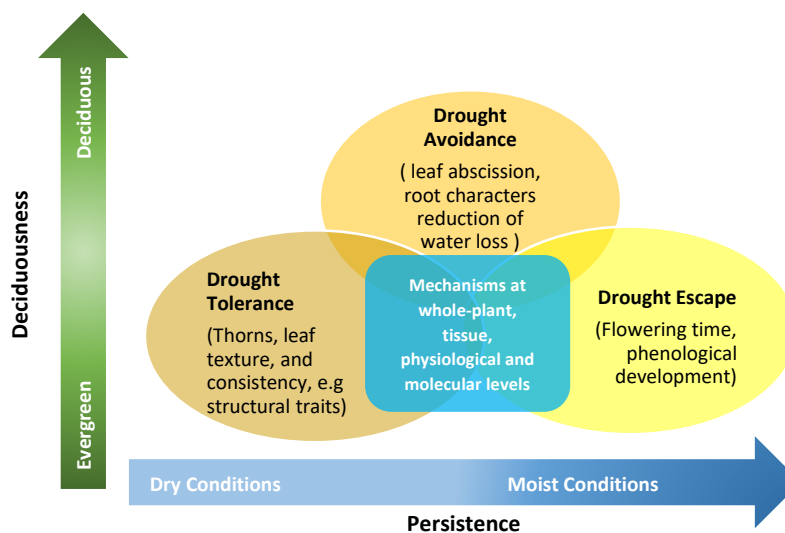 Deciduousness
Deciduous
Evergreen
Drought
Avoidance
( leaf abscission,
root characters
reduction of
water loss )
Drought
Tolerance
(Thorns, leaf
texture, and
consistency, e.g
structural traits)
Mechanisms at
whole-plant,
tissue,
physiological and
molecular levels
Drought Escape
(Flowering time,
phenological
development)
Dry Conditions
Moist Conditions
Persistence